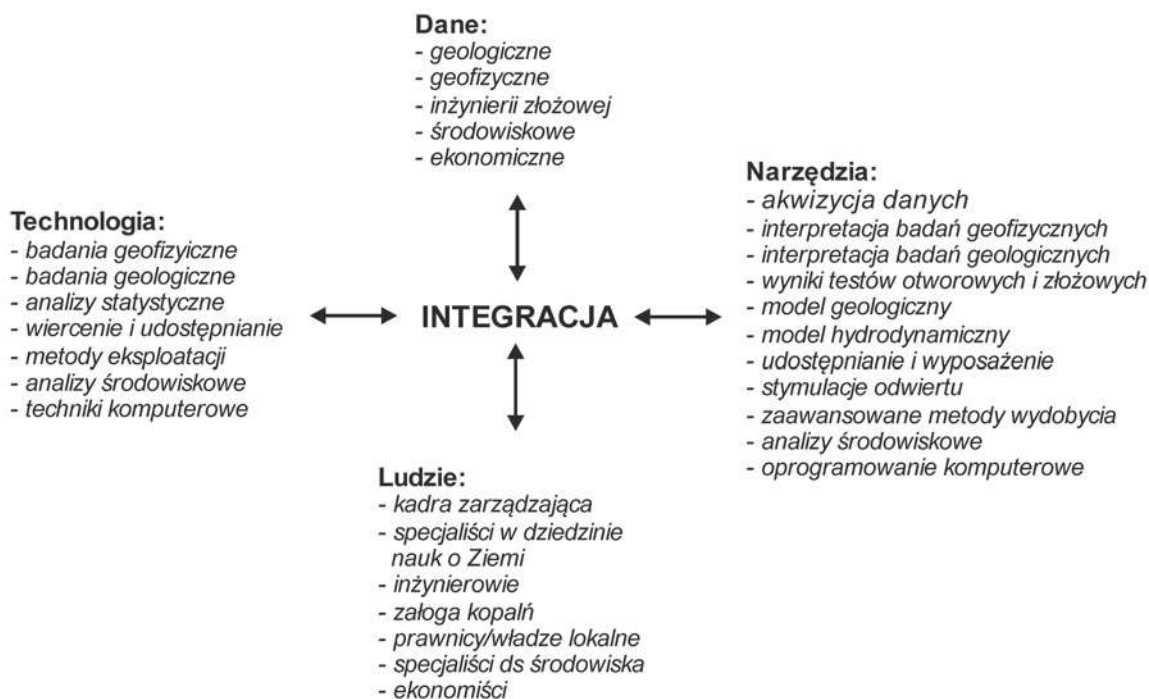 Dane:
- geologiczne
- geofizyczne
- inżynierii złożowej
- środowiskowe
- ekonomiczne
Technologia:
- badania geofizyiczne
- badania geologiczne
- analizy statystyczne
- wiercenie i udostępnianie
- metody eksploatacji
- analizy środowiskowe
- techniki komputerowe
INTEGRACJA
Narzędzia:
- akwizycja danych
- interpretacja badań geofizycznych
- interpretacja badań geologicznych
- wyniki testów otworowych i złożowych
- model geologiczny
- model hydrodynamiczny
- udostępnianie i wyposażenie
- stymulacje odwiertu
- zaawansowane metody wydobycia
- analizy środowiskowe
- oprogramowanie komputerowe
Ludzie:
- kadra zarządzająca
- specjaliści w dziedzinie
nauk o Ziemi
- inżynierowie
- załoga kopalń
- prawnicy/władze lokalne
- specjaliści ds środowiska
- ekonomiści